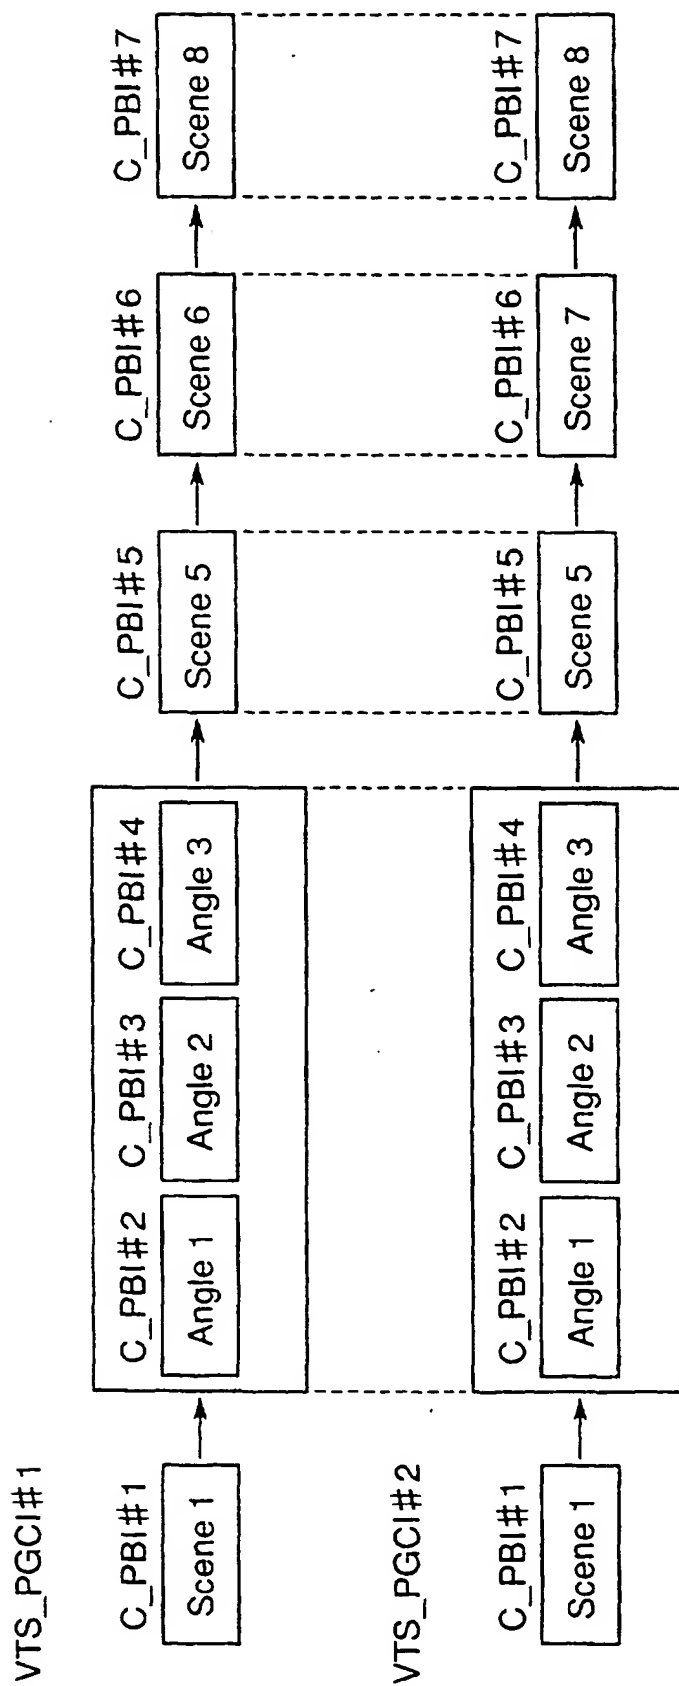 VTS_PGCI#1
C_PBI#1 C_PBI#2 C_PBI#3 C_PBI#4 C_PBI#5 C_PBI#6 C_PBI#7
Scene 1 Angle 1 Angle 2 Angle 3 Scene 5 Scene 6 Scene 8
VTS_PGCI#2
C_PBI#1 C_PBI#2 C_PBI#3 C_PBI#4 C_PBI#5 C_PBI#6 C_PBI#7
Scene 1 Angle 1 Angle 2 Angle 3 Scene 5 Scene 7 Scene 8